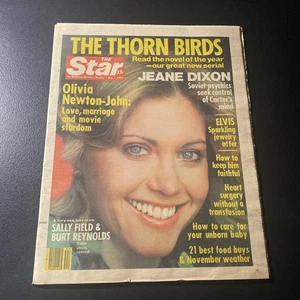 THE THORN BIRDS
Read the novel of the year
—our great new serial
THE
Star
JEANE DIXON
Soviet psychics
seek control
of Carter's
mind
Olivia
Newton-John:
Love, marriage
and movie
stardom
ELVIS
Sparkling
jewelry
offer
How to
keep him
faithful
Heart
surgery
without a
transfusion
SALLY FIELD &
BURT REYNOLDS
How to care for
your unborn baby
21 best food buys
& November weather